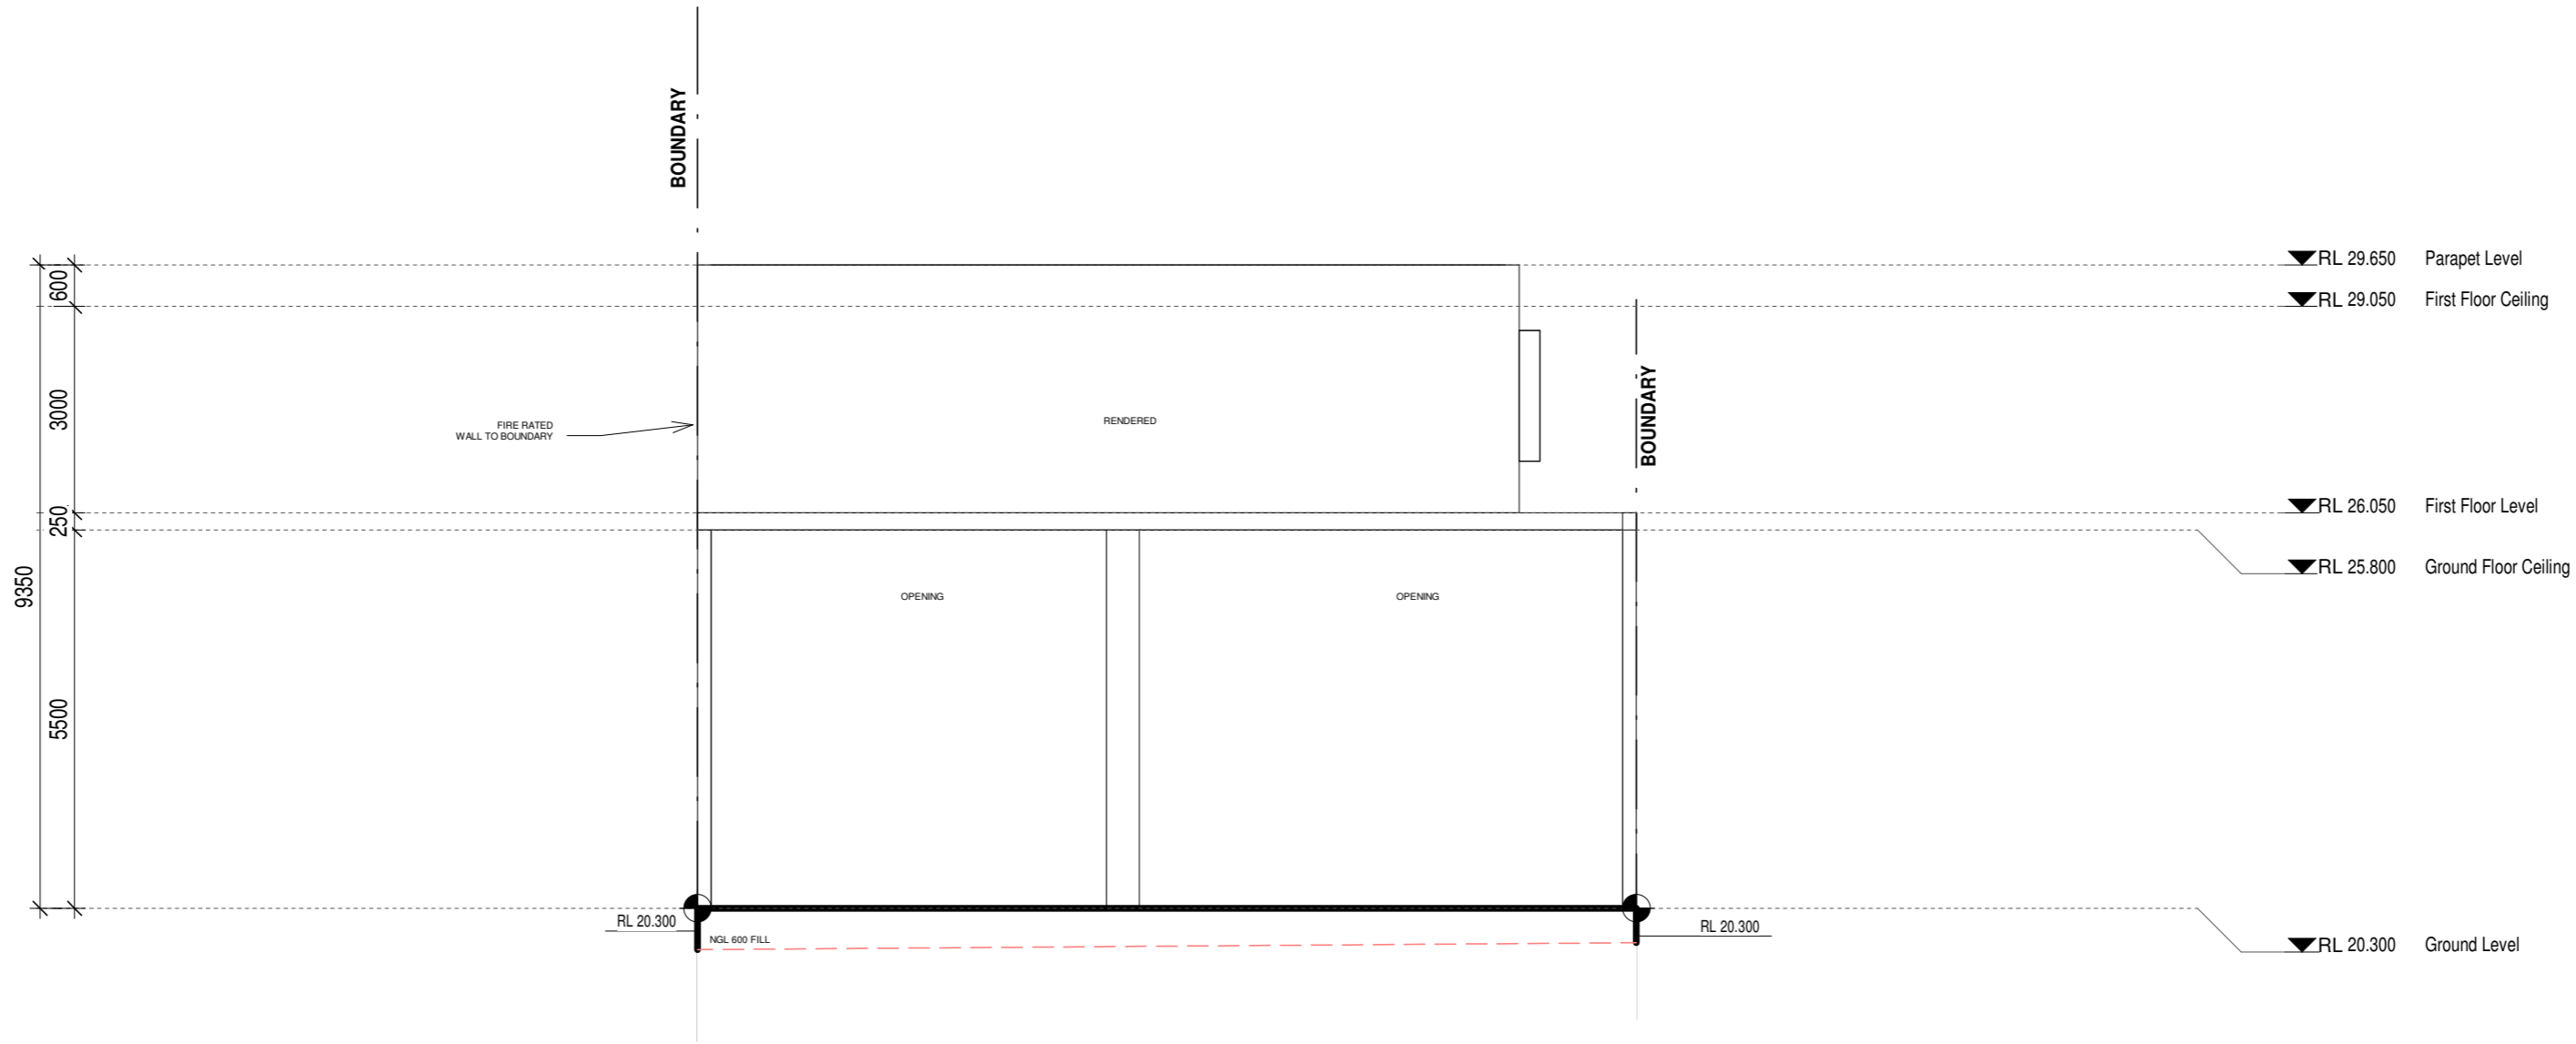 BOUNDARY
RL 29.650 Parapet Level
600
RL 29.050 First Floor Ceiling
3000
BOUNDARY
FIRE RATED
WALL TO BOUNDARY
RENDERED
RL 26.050 First Floor Level
250
RL 25.800 Ground Floor Ceiling
9350
OPENING
OPENING
5500
RL 20.300
RL 20.300
NGL 600 FILL
RL 20.300 Ground Level